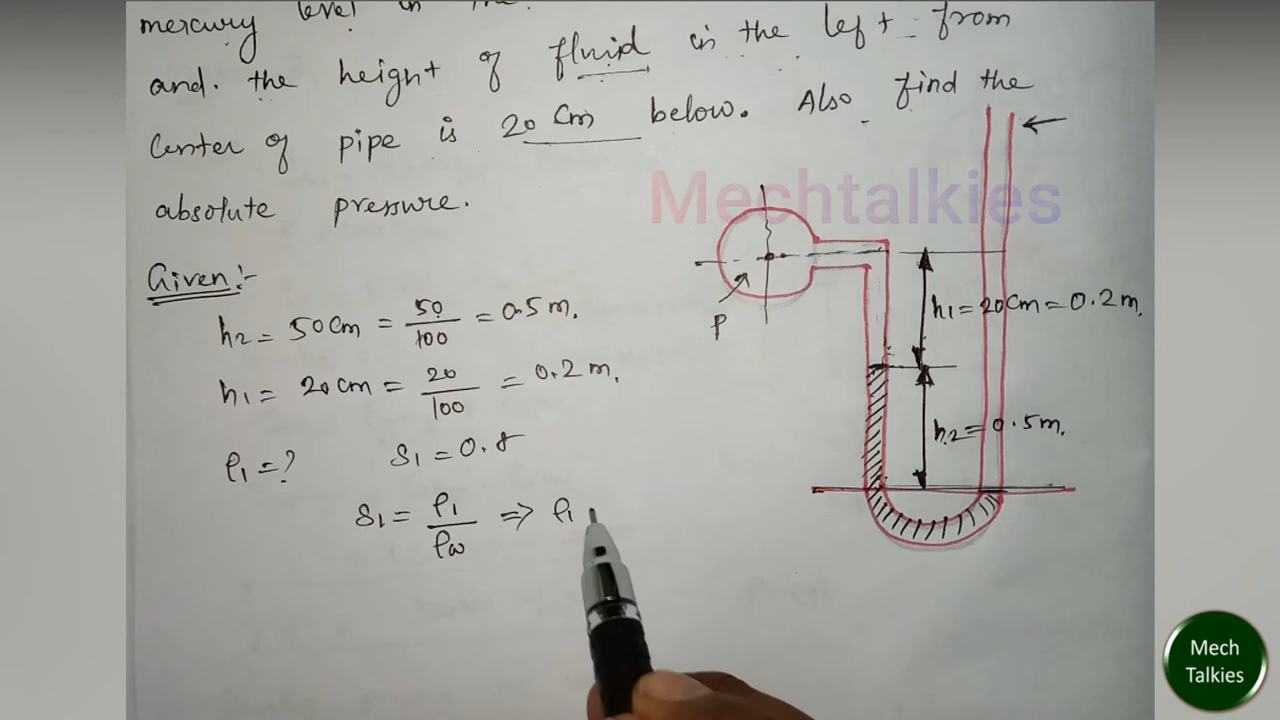 mercury level in the
and. the height of fluid in the left from
Center of pipe is 20 Cm below. Also find the
absolute pressure.
Mechtalkies
Given:-
h2 = 50 Cm = 50/100 = 0.5 m.
h1 = 20 cm = 20/100 = 0.2 m.
ρ1 = ? S1 = 0.8
S1 = ρ1/ρω => ρ1
P
h1 = 20 Cm = 0.2 m.
h2 = 0.5 m.
Mech
Talkies